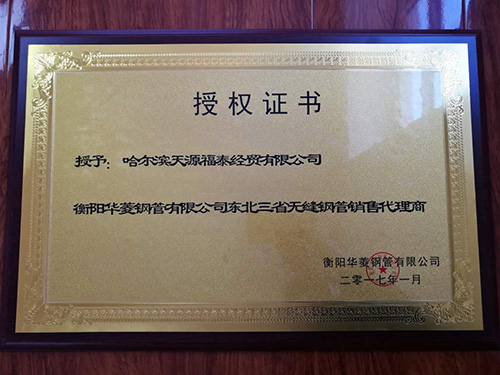 授权证书
授予：哈尔滨天源福泰经贸有限公司
衡阳华菱钢管有限公司东北三省无缝钢管销售代理商
衡阳华菱钢管有限公司
二零一七年一月